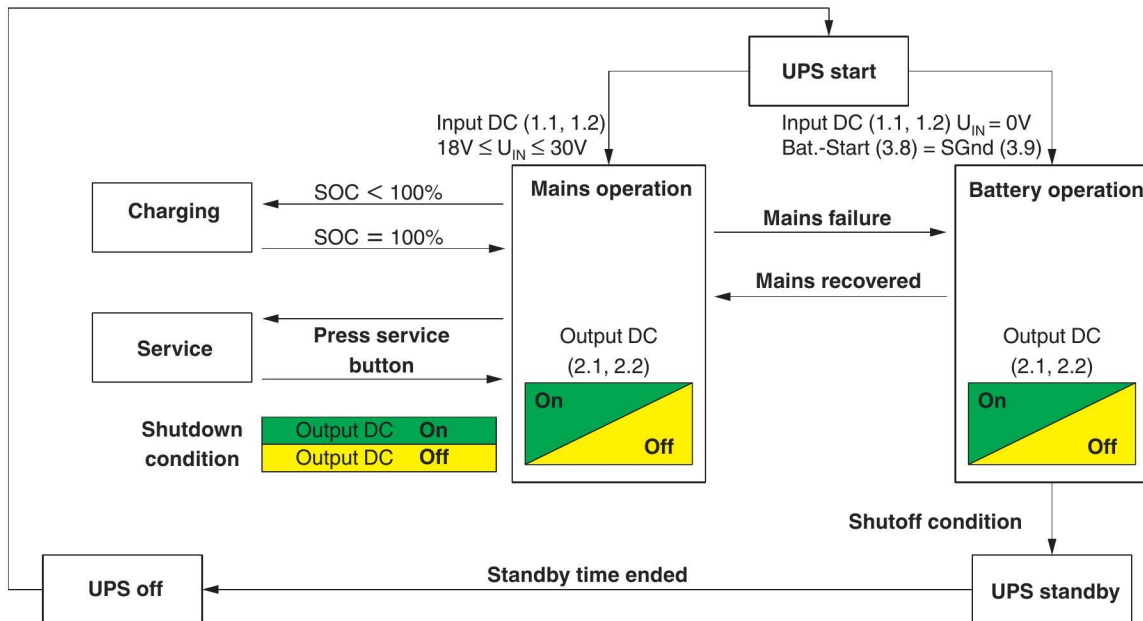 UPS start
Input DC (1.1, 1.2)
18V ≤ UIN ≤ 30V
Input DC (1.1, 1.2) UIN = 0V
Bat.-Start (3.8) = SGnd (3.9)
Charging
SOC < 100%
SOC = 100%
Mains operation
Battery operation
Mains failure
Mains recovered
Service
Press service
button
Output DC
(2.1, 2.2)
On
Off
Output DC
(2.1, 2.2)
On
Off
Shutdown
condition
Output DC On
Output DC Off
Shutoff condition
UPS off
Standby time ended
UPS standby